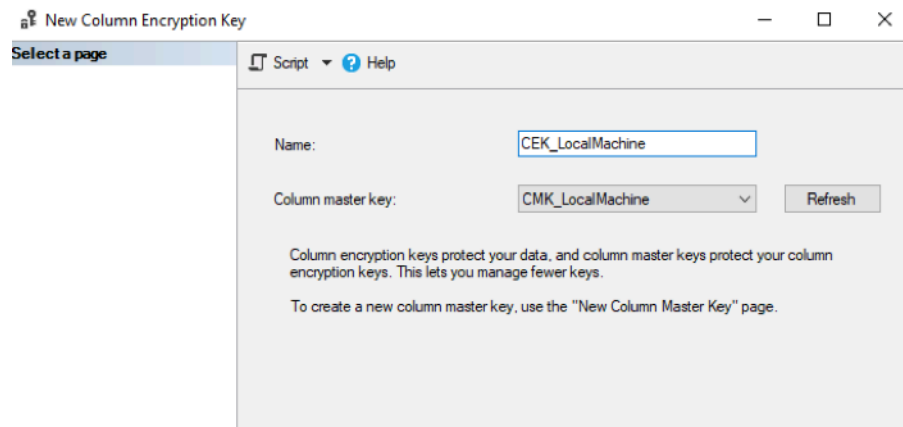 New Column Encryption Key
Select a page
Script Help
Name: CEK_LocalMachine
Column master key: CMK_LocalMachine Refresh
Column encryption keys protect your data, and column master keys protect your column
encryption keys. This lets you manage fewer keys.
To create a new column master key, use the "New Column Master Key" page.